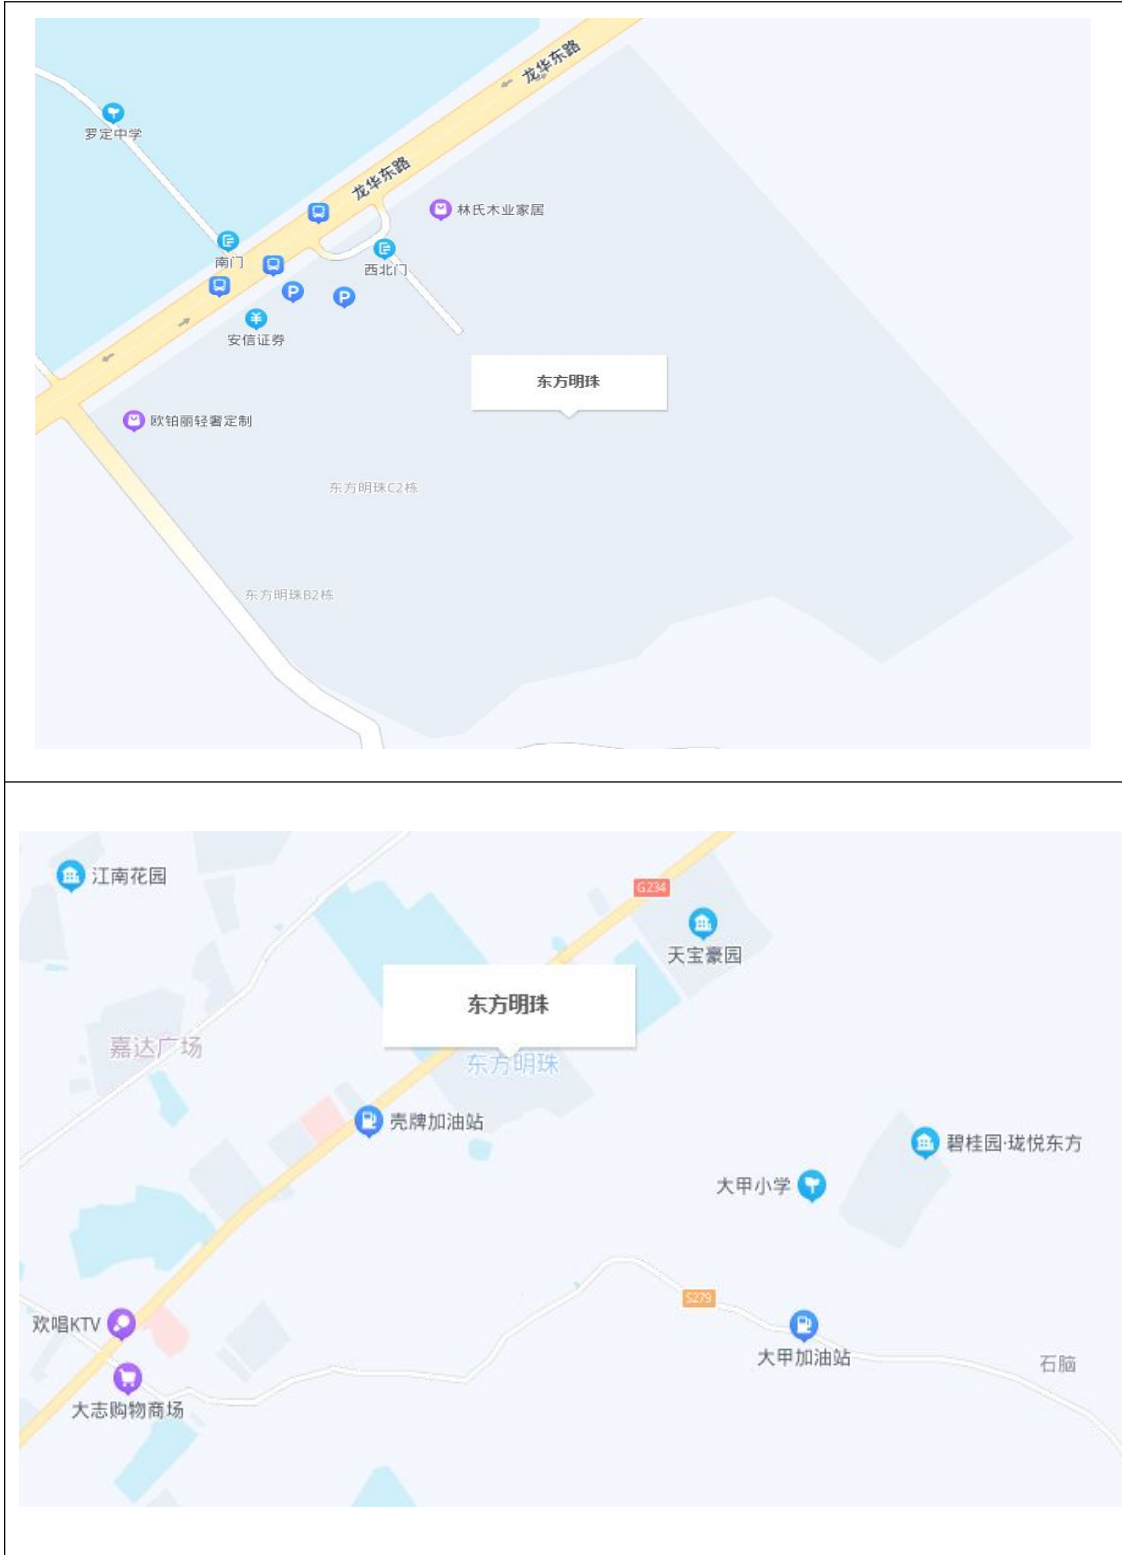 龙华东路
罗定中学
龙华东路
林氏木业家居
南门
西北门
安信证券
东方明珠
欧铂丽轻奢定制
东方明珠C2栋
东方明珠B2栋
江南花园
G234
天宝豪园
东方明珠
嘉达广场
东方明珠
壳牌加油站
碧桂园·珑悦东方
大甲小学
S279
欢唱KTV
大甲加油站
石脑
大志购物商场